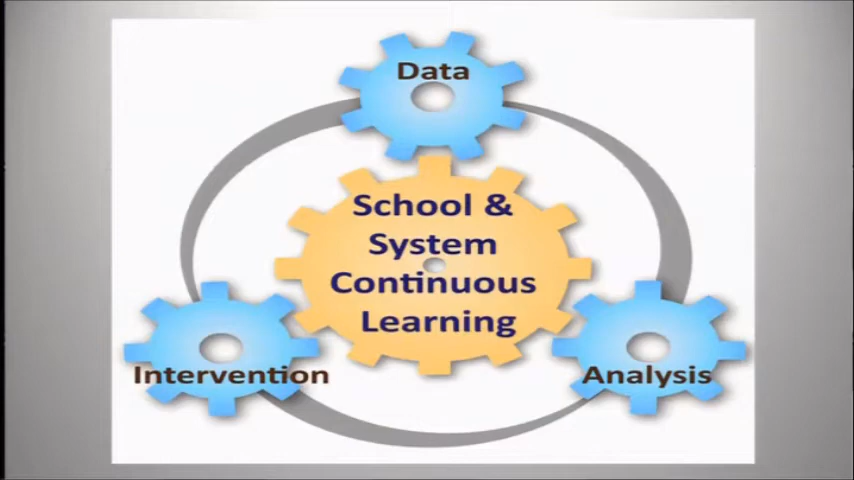 Data
School &
System
Continuous
Learning
Intervention
Analysis